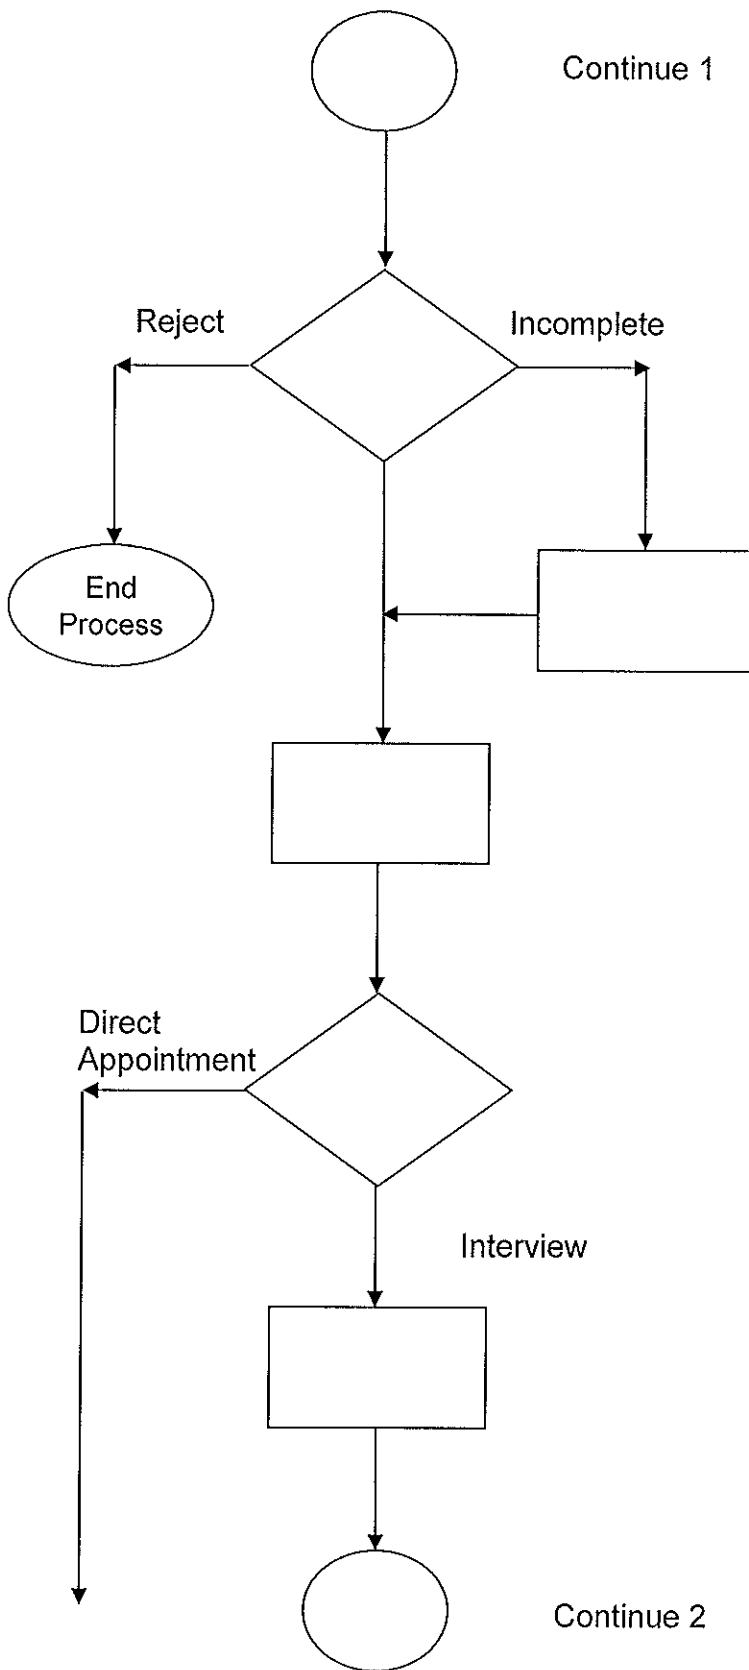 Continue 1
Reject
Incomplete
End
Process
Direct
Appointment
Interview
Continue 2